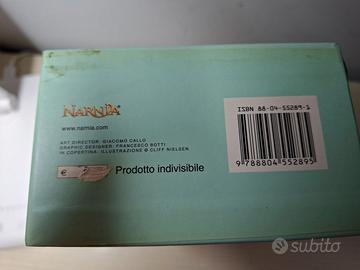 NARNIA
www.narnia.com
ART DIRECTOR: GIACOMO CALLO
GRAPHIC DESIGNER: FRANCESCO BOTTI
IN COPERTINA: ILLUSTRAZIONE @ CLIFF NIELSEN
€
Prodotto indivisibile
ISBN 88-04-55289-1
9 788804 552895
subito